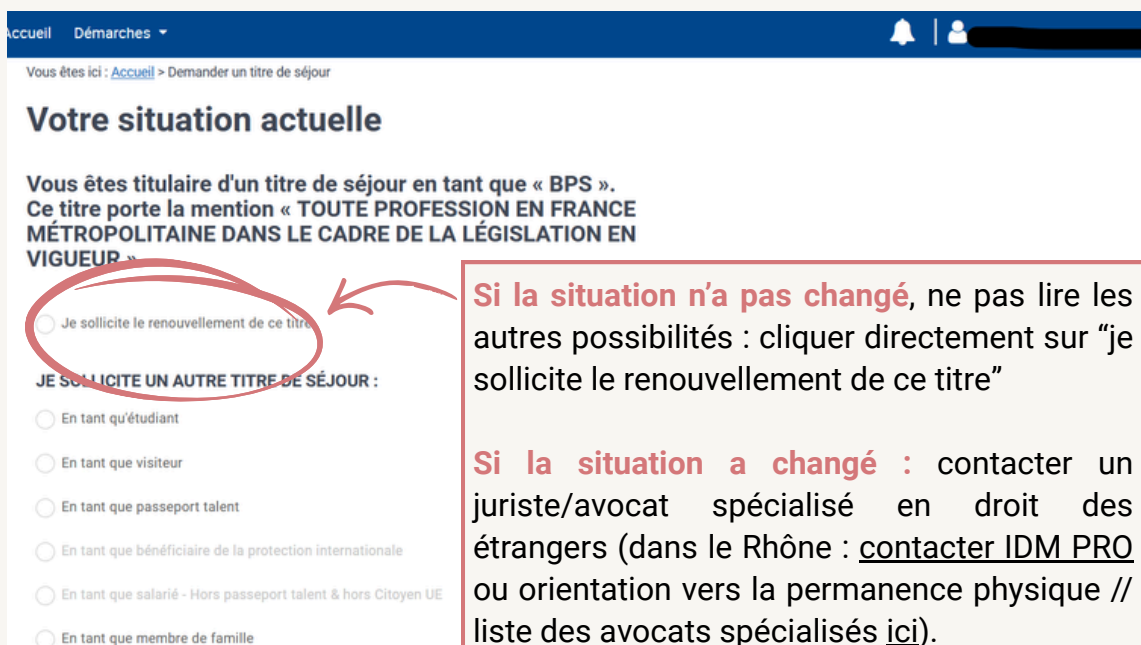 Accueil Démarches
Vous êtes ici : Accueil > Demander un titre de séjour
Votre situation actuelle
Vous êtes titulaire d'un titre de séjour en tant que « BPS ».
Ce titre porte la mention « TOUTE PROFESSION EN FRANCE
MÉTROPOLITAINE DANS LE CADRE DE LA LÉGISLATION EN
VIGUEUR »
Je sollicite le renouvellement de ce titre
JE SOLLICITE UN AUTRE TITRE DE SÉJOUR :
En tant qu'étudiant
En tant que visiteur
En tant que passeport talent
En tant que bénéficiaire de la protection internationale
En tant que salarié - Hors passeport talent & hors Citoyen UE
En tant que membre de famille
Si la situation n’a pas changé, ne pas lire les
autres possibilités : cliquer directement sur “je
sollicite le renouvellement de ce titre”
Si la situation a changé : contacter un
juriste/avocat spécialisé en droit des
étrangers (dans le Rhône : contacter IDM PRO
ou orientation vers la permanence physique //
liste des avocats spécialisés ici).